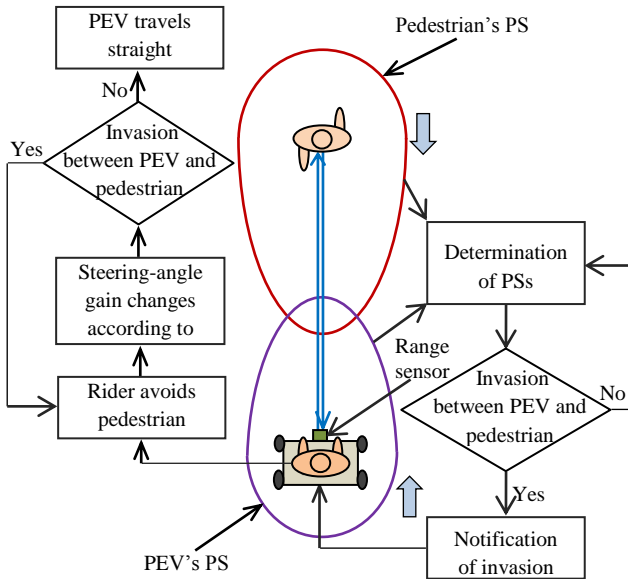 PEV travels
straight
No
Yes
Invasion
between PEV and
pedestrian
Steering-angle
gain changes
according to
Rider avoids
pedestrian
PEV's PS
Pedestrian's PS
Determination
of PSs
Range
sensor
Invasion
between PEV and
pedestrian
No
Yes
Notification
of invasion